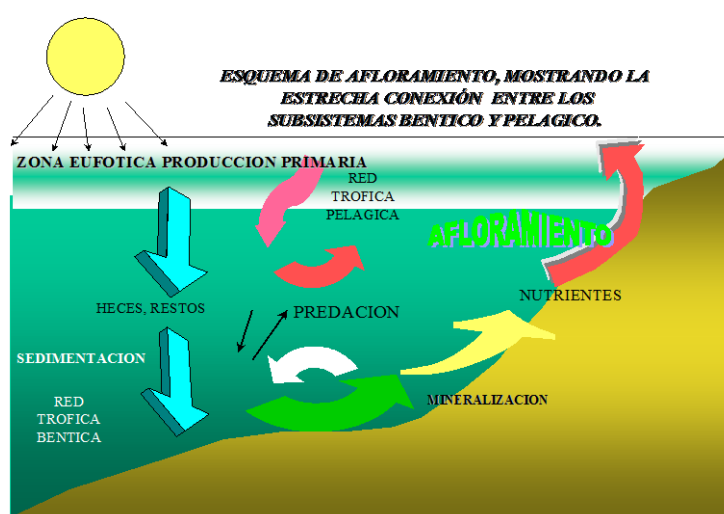 ESQUEMA DE AFLORAMIENTO, MOSTRANDO LA
ESTRECHA CONEXIÓN ENTRE LOS
SUBSISTEMAS BENTICO Y PELAGICO.
ZONA EUFOTICA PRODUCCION PRIMARIA
RED
TROFICA
PELAGICA
AFLORAMIENTO
NUTRIENTES
HECES, RESTOS
PREDACION
SEDIMENTACION
RED
TROFICA
BENTICA
MINERALIZACION